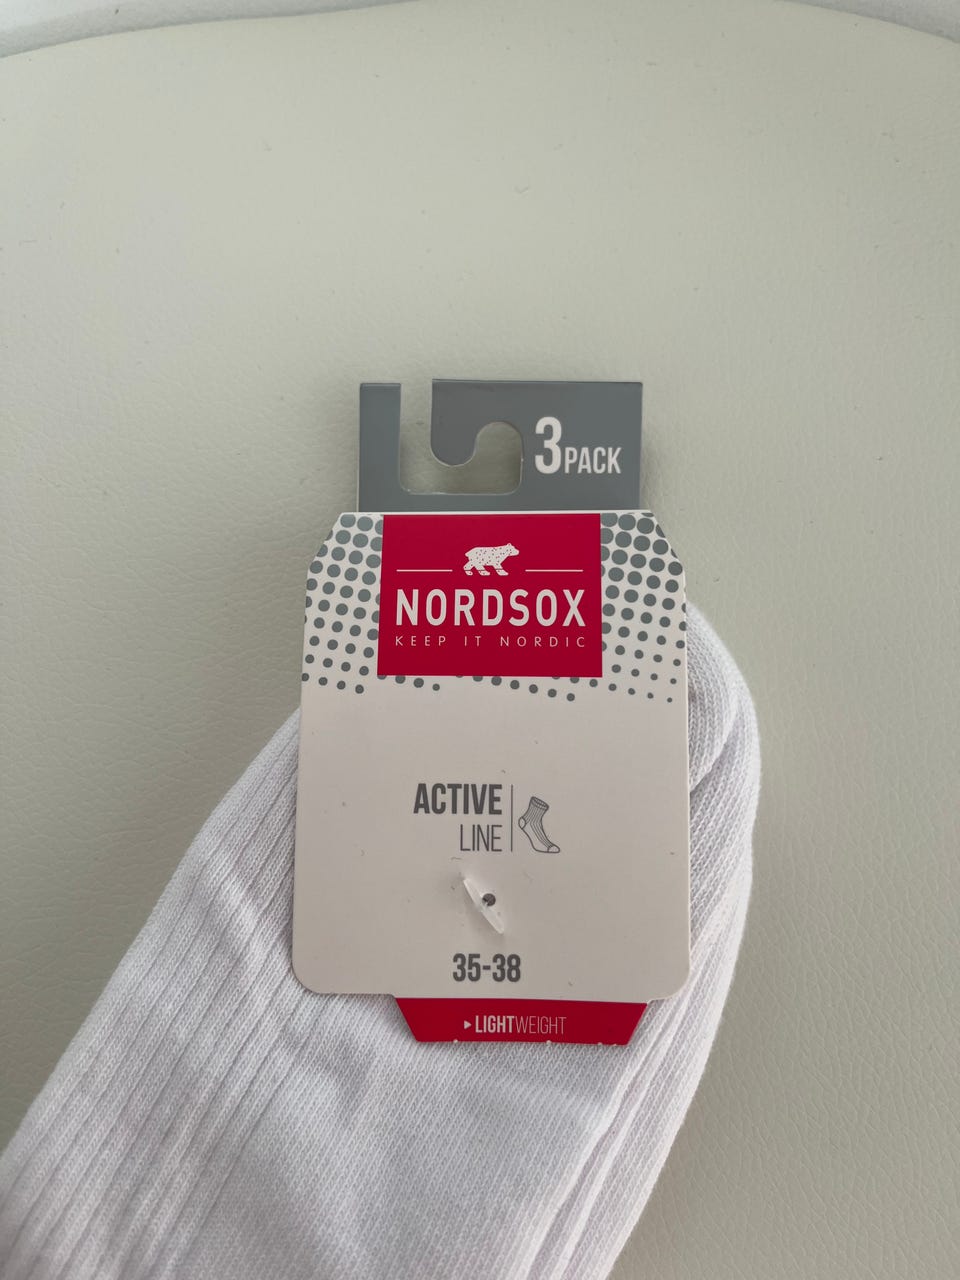 3PACK
NORDSOX
KEEP IT NORDIC
ACTIVE
LINE
35-38
LIGHTWEIGHT